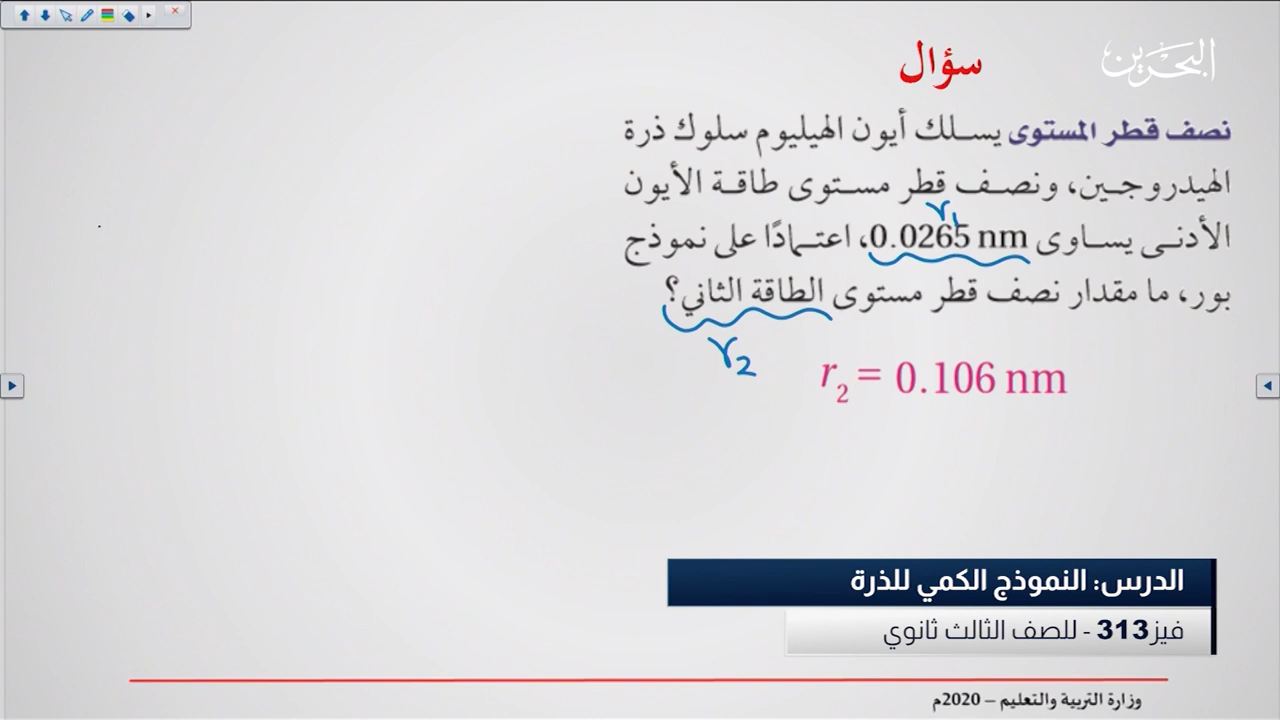 البحرين
سؤال
نصف قطر المستوى يسلك أيون الهيليوم سلوك ذرة
الهيدروجين، ونصف قطر مستوى طاقة الأيون
r₁
الأدنى يساوى 0.0265 nm، اعتمادًا على نموذج
بور، ما مقدار نصف قطر مستوى الطاقة الثاني؟
r₂
r₂ = 0.106 nm
الدرس: النموذج الكمي للذرة
فيز313 - للصف الثالث ثانوي
وزارة التربية والتعليم – 2020م